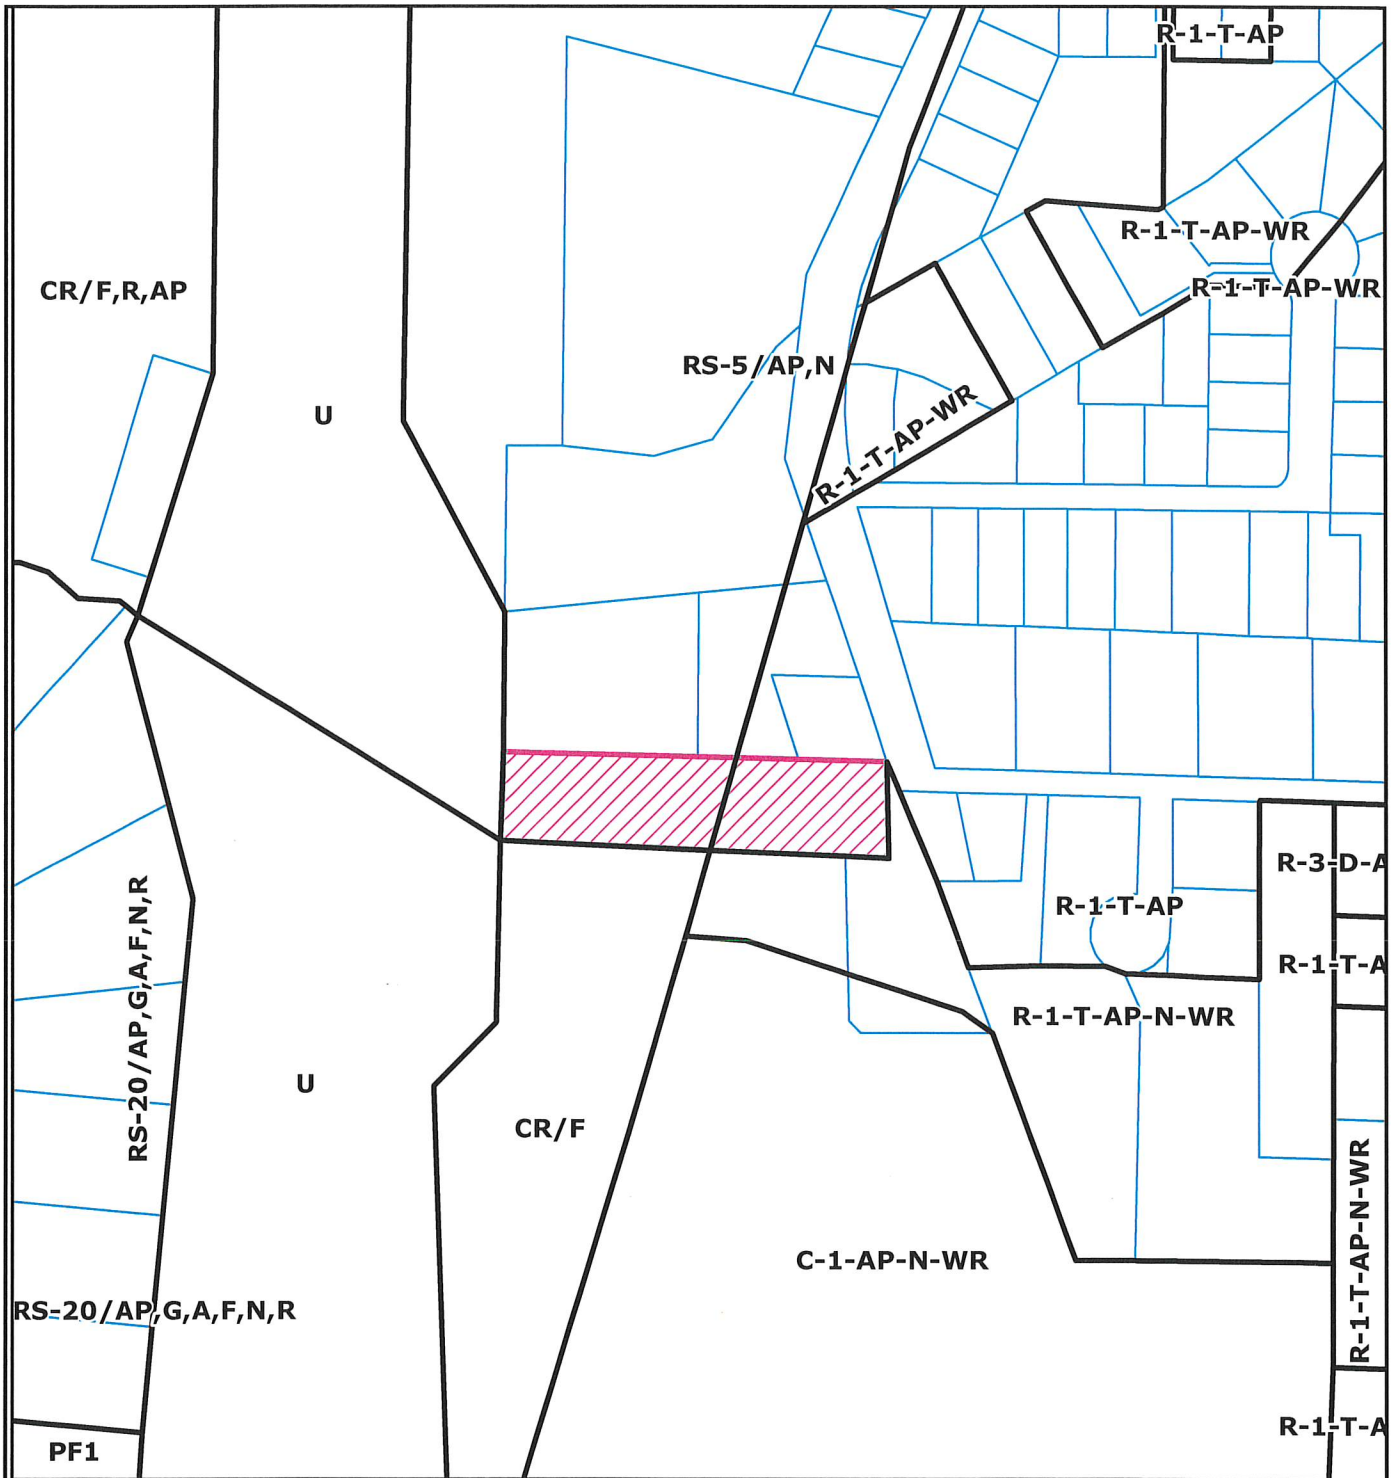 R-1-T-AP
R-1-T-AP-WR
CR/F,R,AP
R-1-T-AP-WR
RS-5/AP,N
U
R-1-T-AP-WR
R-3-D-A
R-1-T-AP
R-1-T-A
RS-20/AP,G,A,F,N,R
R-1-T-AP-N-WR
U
CR/F
R-1-T-AP-N-WR
C-1-AP-N-WR
RS-20/AP,G,A,F,N,R
R-1-T-A
PF1